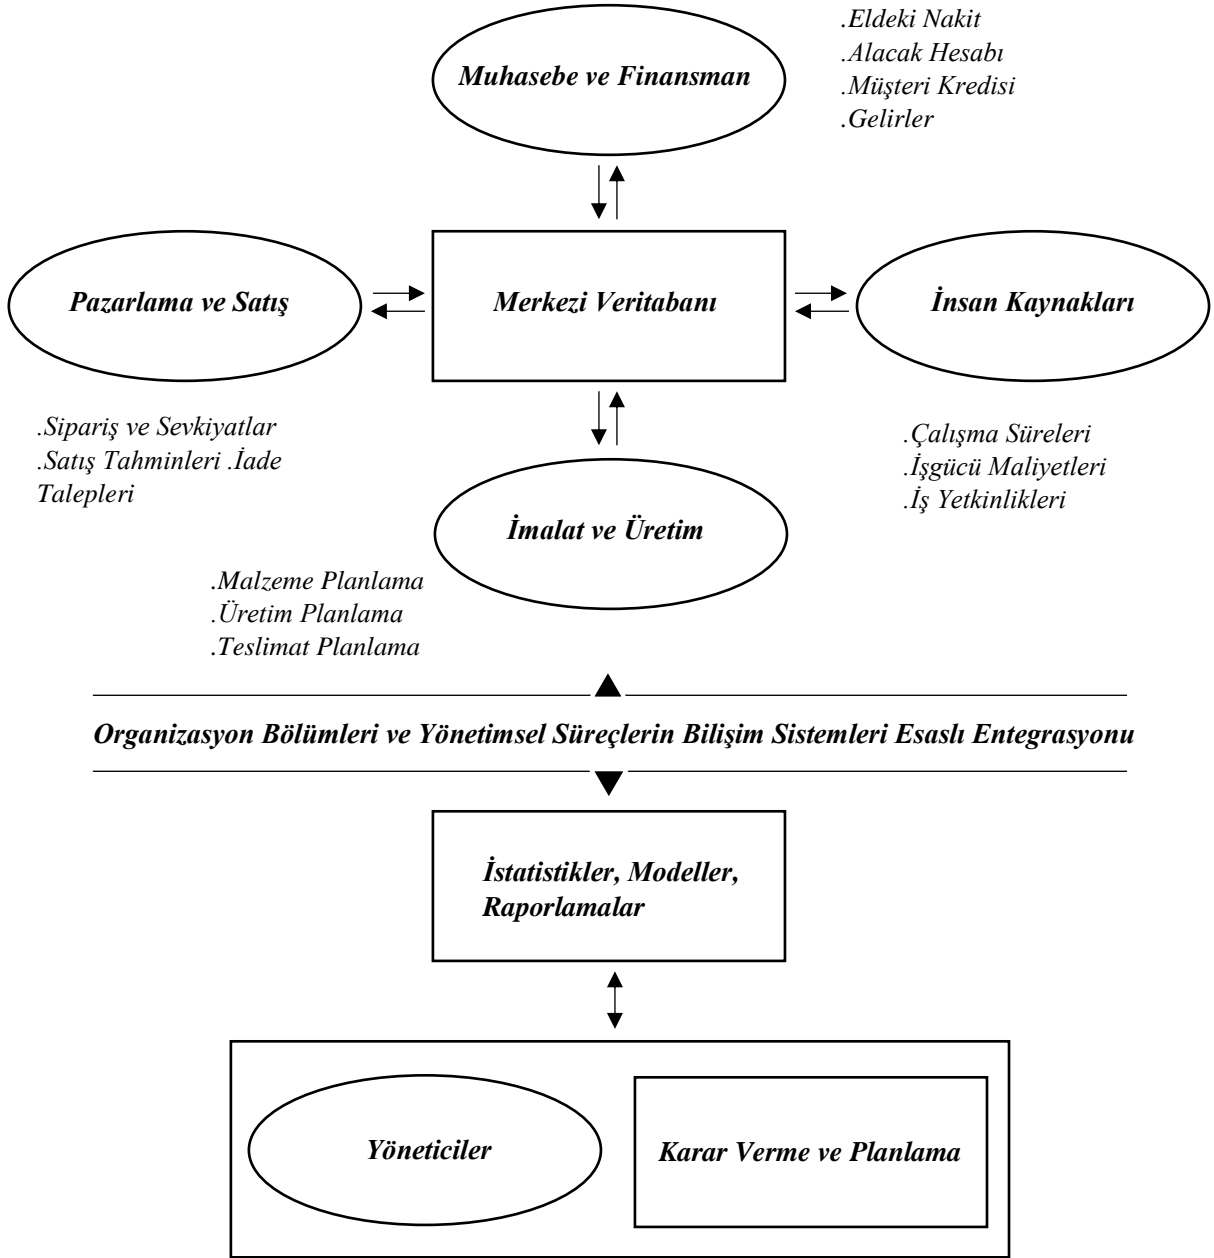 .Eldeki Nakit
.Alacak Hesabı
.Müşteri Kredisi
.Gelirler
Muhasebe ve Finansman
Pazarlama ve Satış
Merkezi Veritabanı
İnsan Kaynakları
.Sipariş ve Sevkiyatlar
.Satış Tahminleri .İade
Talepleri
.Çalışma Süreleri
.İşgücü Maliyetleri
.İş Yetkinlikleri
İmalat ve Üretim
.Malzeme Planlama
.Üretim Planlama
.Teslimat Planlama
Organizasyon Bölümleri ve Yönetimsel Süreçlerin Bilişim Sistemleri Esaslı Entegrasyonu
İstatistikler, Modeller,
Raporlamalar
Yöneticiler
Karar Verme ve Planlama